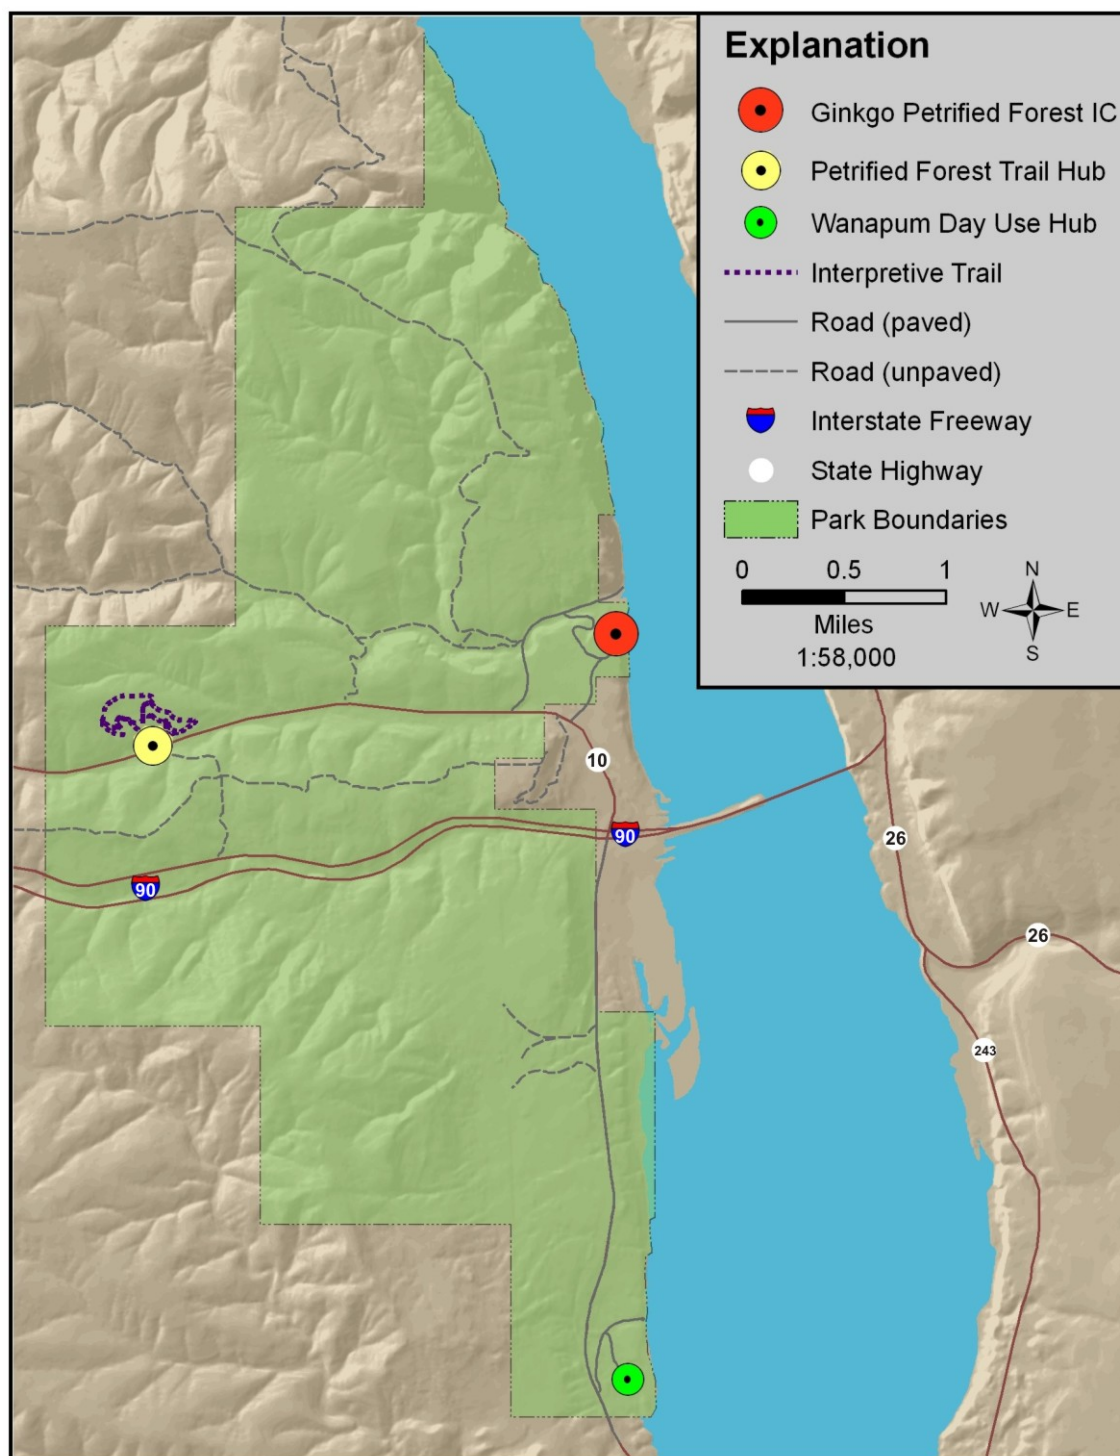 Explanation
Ginkgo Petrified Forest IC
Petrified Forest Trail Hub
Wanapum Day Use Hub
Interpretive Trail
Road (paved)
Road (unpaved)
Interstate Freeway
State Highway
Park Boundaries
0 0.5 1
Miles
1:58,000
N
W E
S
10
90
26
90
26
243